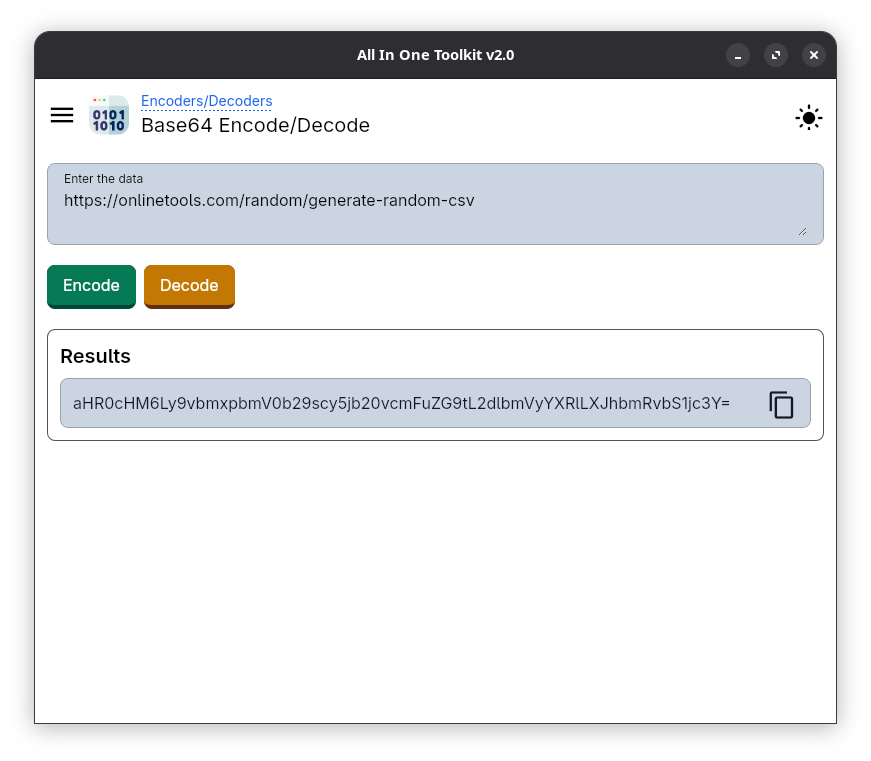 All In One Toolkit v2.0
Encoders/Decoders
0101
1010
Base64 Encode/Decode
Enter the data
https://onlinetools.com/random/generate-random-csv
Encode
Decode
Results
aHR0cHM6Ly9vbmxpbmV0b29scy5jb20vcmFuZG9tL2dlbmVyYXRlLXJhbmRvbS1jc3Y=